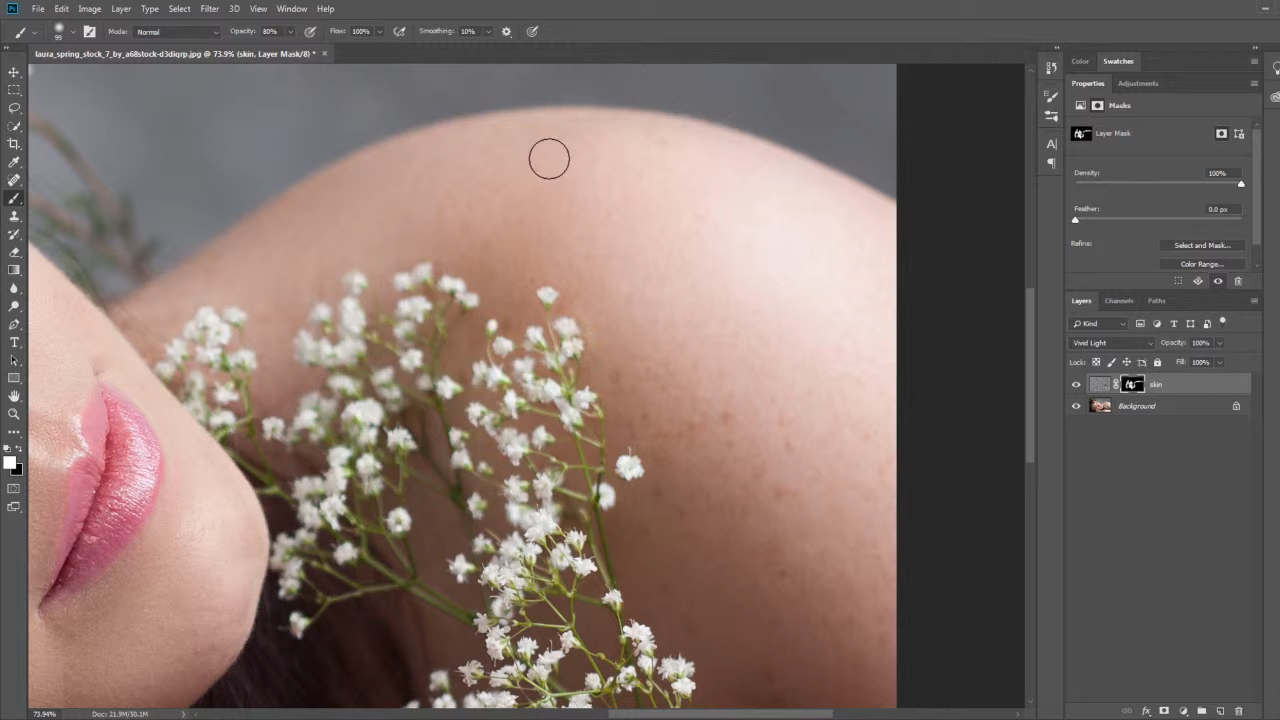 Ps File Edit Image Layer Type Select Filter 3D View Window Help
95 Mode: Normal Opacity: 80% Flow: 100% Smoothing: 10%
laura_spring_stock_7_by_a68stock-d3diqrp.jpg @ 73.9% (skin, Layer Mask/8) *
Color Swatches
Properties Adjustments
Masks
Layer Mask
Density: 100%
Feather: 0.0 px
Refine: Select and Mask...
Color Range...
Layers Channels Paths
Kind
Vivid Light Opacity: 100%
Lock: Fill: 100%
skin
Background
73.94% Doc: 21.9M/50.1M